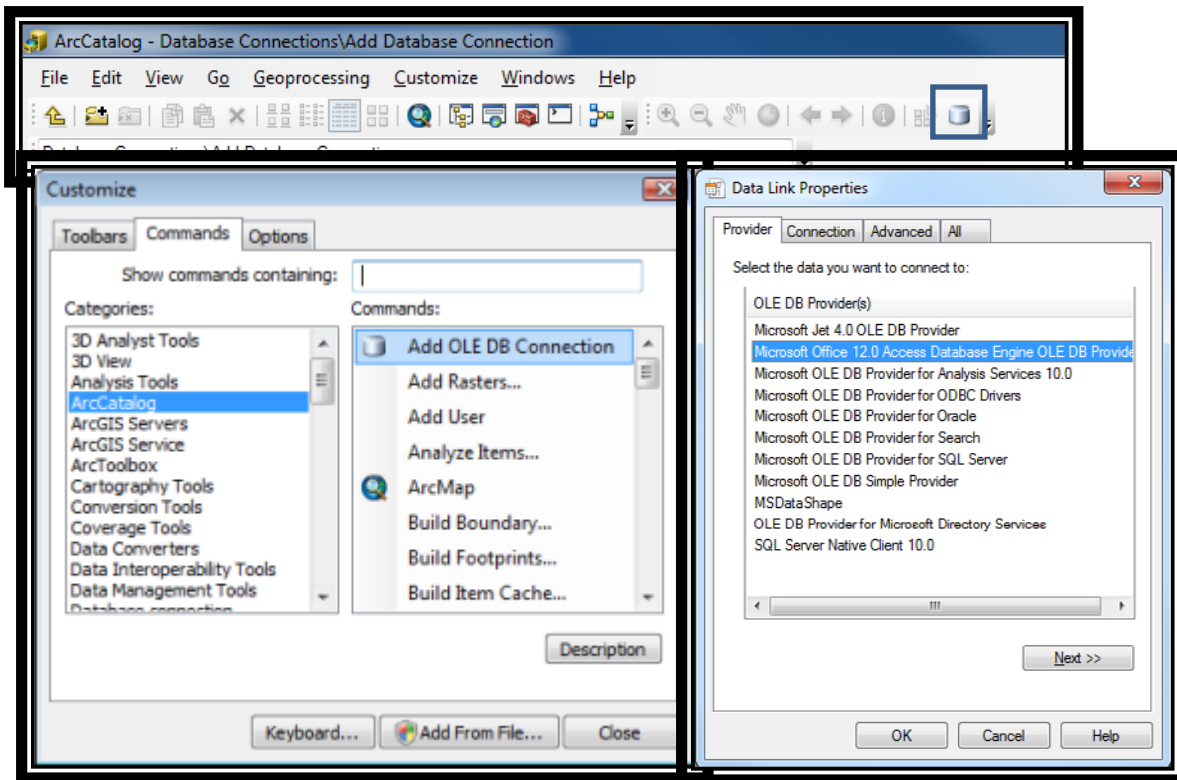 ArcCatalog - Database Connections\Add Database Connection
File Edit View Go Geoprocessing Customize Windows Help
Customize
Toolbars Commands Options
Show commands containing:
Categories:
3D Analyst Tools
3D View
Analysis Tools
ArcCatalog
ArcGIS Servers
ArcGIS Service
ArcToolbox
Cartography Tools
Conversion Tools
Coverage Tools
Data Converters
Data Interoperability Tools
Data Management Tools
Database connection
Commands:
Add OLE DB Connection
Add Rasters...
Add User
Analyze Items...
ArcMap
Build Boundary...
Build Footprints...
Build Item Cache...
Description
Keyboard... Add From File... Close
Data Link Properties
Provider Connection Advanced All
Select the data you want to connect to:
OLE DB Provider(s)
Microsoft Jet 4.0 OLE DB Provider
Microsoft Office 12.0 Access Database Engine OLE DB Provide
Microsoft OLE DB Provider for Analysis Services 10.0
Microsoft OLE DB Provider for ODBC Drivers
Microsoft OLE DB Provider for Oracle
Microsoft OLE DB Provider for Search
Microsoft OLE DB Provider for SQL Server
Microsoft OLE DB Simple Provider
MSDataShape
OLE DB Provider for Microsoft Directory Services
SQL Server Native Client 10.0
Next >>
OK Cancel Help